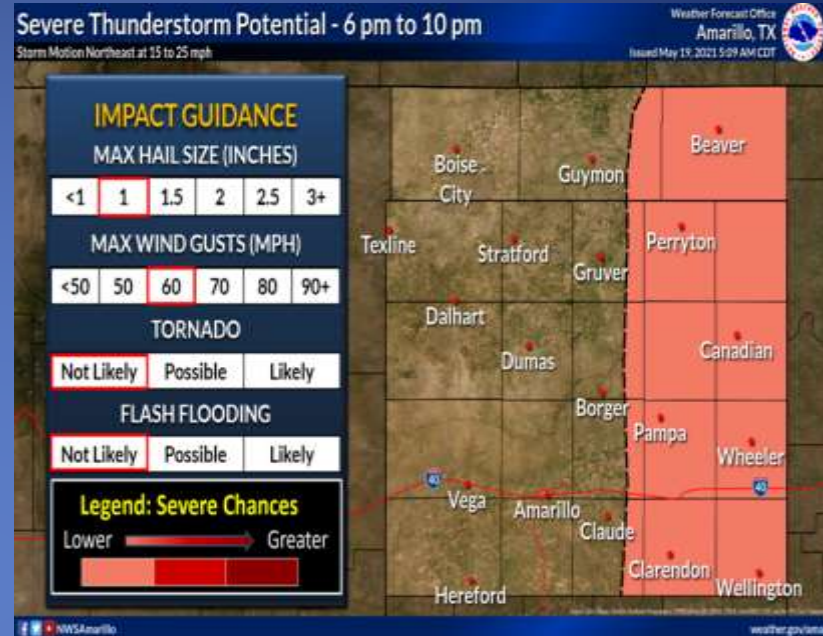 Severe Thunderstorm Potential - 6 pm to 10 pm
Storm Motion Northeast at 15 to 25 mph
Weather Forecast Office
Amarillo, TX
Issued May 19, 2021 5:09 AM CDT
IMPACT GUIDANCE
MAX HAIL SIZE (INCHES)
<1 1 1.5 2 2.5 3+
MAX WIND GUSTS (MPH)
<50 50 60 70 80 90+
TORNADO
Not Likely Possible Likely
FLASH FLOODING
Not Likely Possible Likely
Legend: Severe Chances
Lower Greater
Beaver
Boise City
Guymon
Texline
Stratford
Gruver
Perryton
Dalhart
Dumas
Canadian
Borger
Pampa
Wheeler
40
40
Vega
Amarillo
Claude
Clarendon
Hereford
Wellington
NWSAmarillo
weather.gov/ama